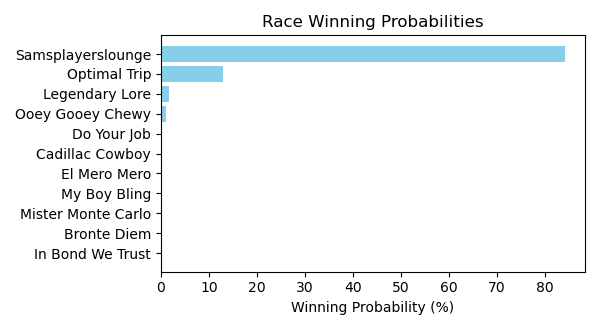 Race Winning Probabilities
Samsplayerslounge
Optimal Trip
Legendary Lore
Ooey Gooey Chewy
Do Your Job
Cadillac Cowboy
El Mero Mero
My Boy Bling
Mister Monte Carlo
Bronte Diem
In Bond We Trust
0 10 20 30 40 50 60 70 80
Winning Probability (%)